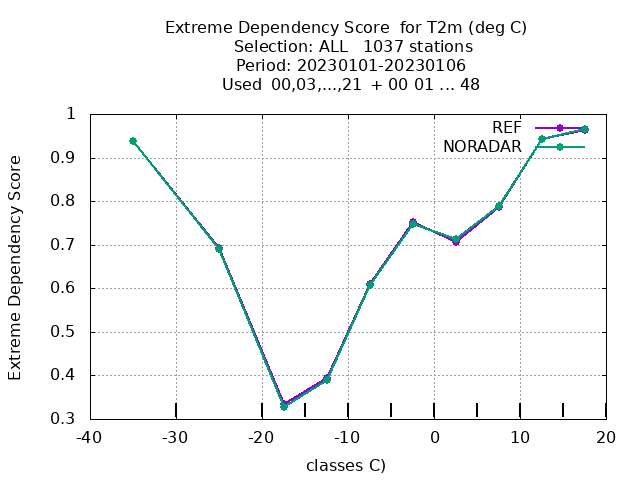 Extreme Dependency Score  for T2m (deg C)
Selection: ALL   1037 stations
Period: 20230101-20230106
Used  00,03,...,21  + 00 01 ... 48
REF
NORADAR
Extreme Dependency Score
1
0.9
0.8
0.7
0.6
0.5
0.4
0.3
-40
-30
-20
-10
0
10
20
classes C)